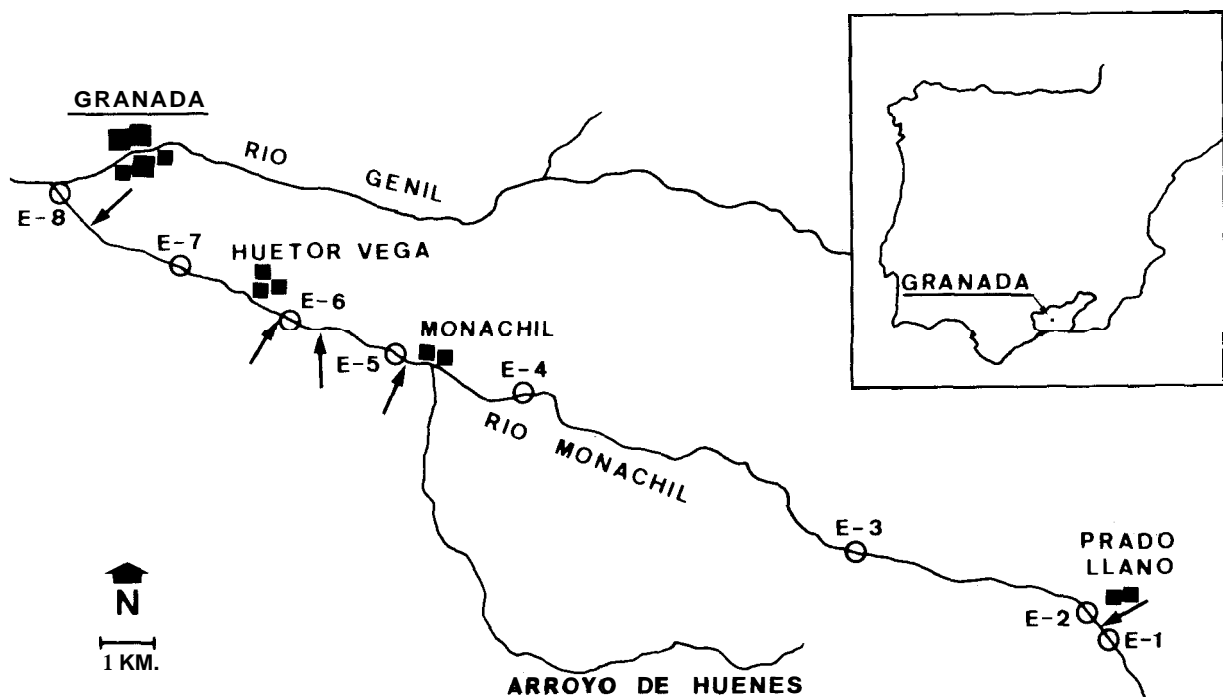 GRANADA
RIO GENIL
E-8
E-7
HUETOR VEGA
E-6
MONACHIL
E-5
E-4
RIO MONACHIL
GRANADA
E-3
PRADO
LLANO
E-2
E-1
N
1 KM.
ARROYO DE HUENES